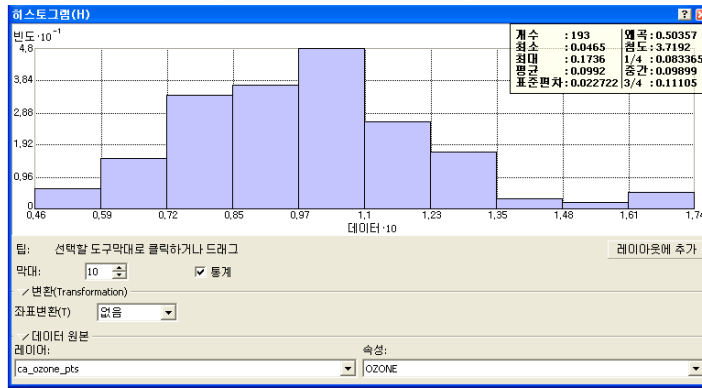 히스토그램(H)
빈도·10⁻¹
개수 :193 왜곡:0.50357
최소 :0.0465 첨도:3.7192
최대 :0.1736 1/4 :0.083365
평균 :0.0992 중간:0.09899
표준편차:0.022722 3/4 :0.11105
4,8
3,84
2,88
1,92
0,96
0
0,46 0,59 0,72 0,85 0,97 1,1 1,23 1,35 1,48 1,61 1,74
데이터·10
팁: 선택할 도구막대로 클릭하거나 드래그
레이아웃에 추가
막대: 10 통계
변환(Transformation)
좌표변환(T) 없음
데이터 원본
레이어: 속성:
ca_ozone_pts OZONE